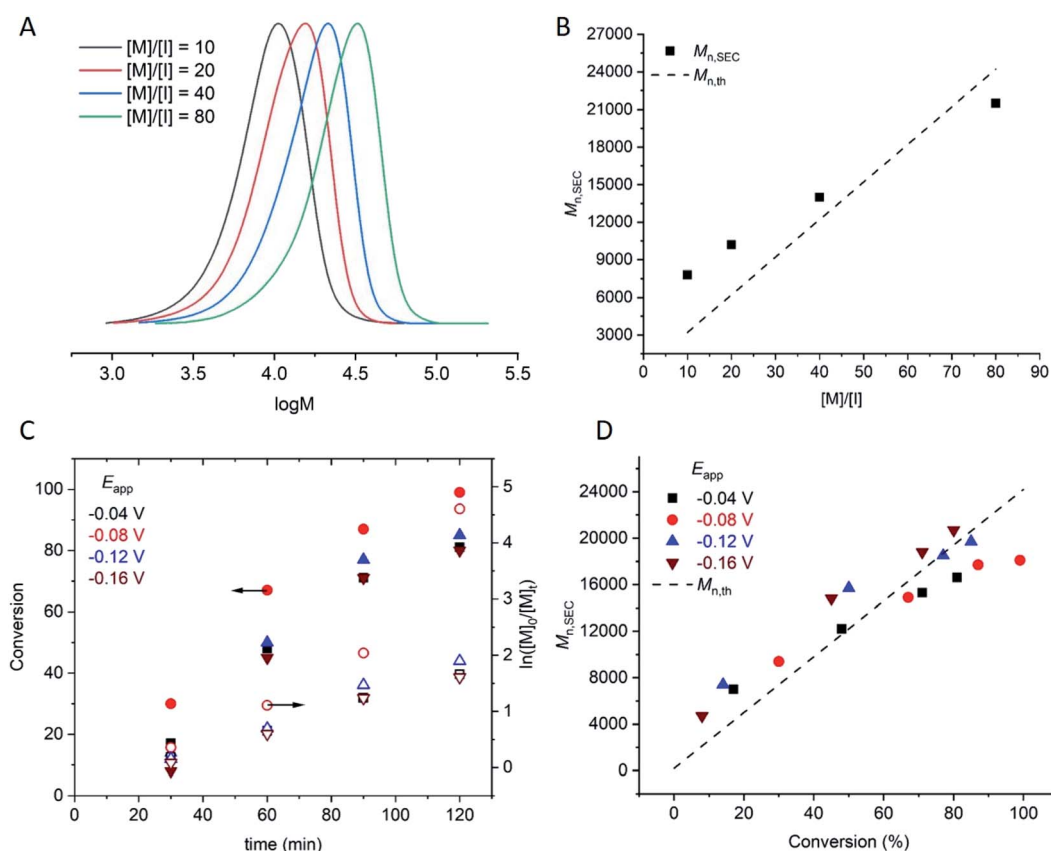 A
[M]/[I] = 10
[M]/[I] = 20
[M]/[I] = 40
[M]/[I] = 80
3.0 3.5 4.0 4.5 5.0 5.5
logM
B
27000
24000
21000
18000
15000
12000
9000
6000
3000
Mn,SEC
Mn,SEC
Mn,th
0 10 20 30 40 50 60 70 80 90
[M]/[I]
C
Eapp
-0.04 V
-0.08 V
-0.12 V
-0.16 V
100
80
60
40
20
0
Conversion
5
4
3
2
1
0
ln([M]0/[M]t)
0 20 40 60 80 100 120
time (min)
D
Eapp
-0.04 V
-0.08 V
-0.12 V
-0.16 V
Mn,th
24000
20000
16000
12000
8000
4000
0
Mn,SEC
0 20 40 60 80 100
Conversion (%)